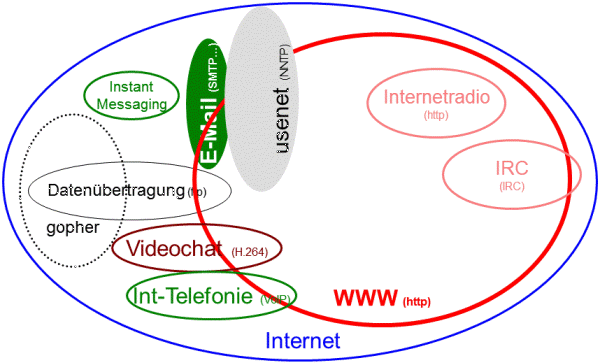 Instant
Messaging
E-Mail (SMTP...)
usenet (NNTP)
Internetradio
(http)
IRC
(IRC)
Datenübertragung (ftp)
gopher
Videochat (H.264)
Int-Telefonie (VoIP)
WWW (http)
Internet